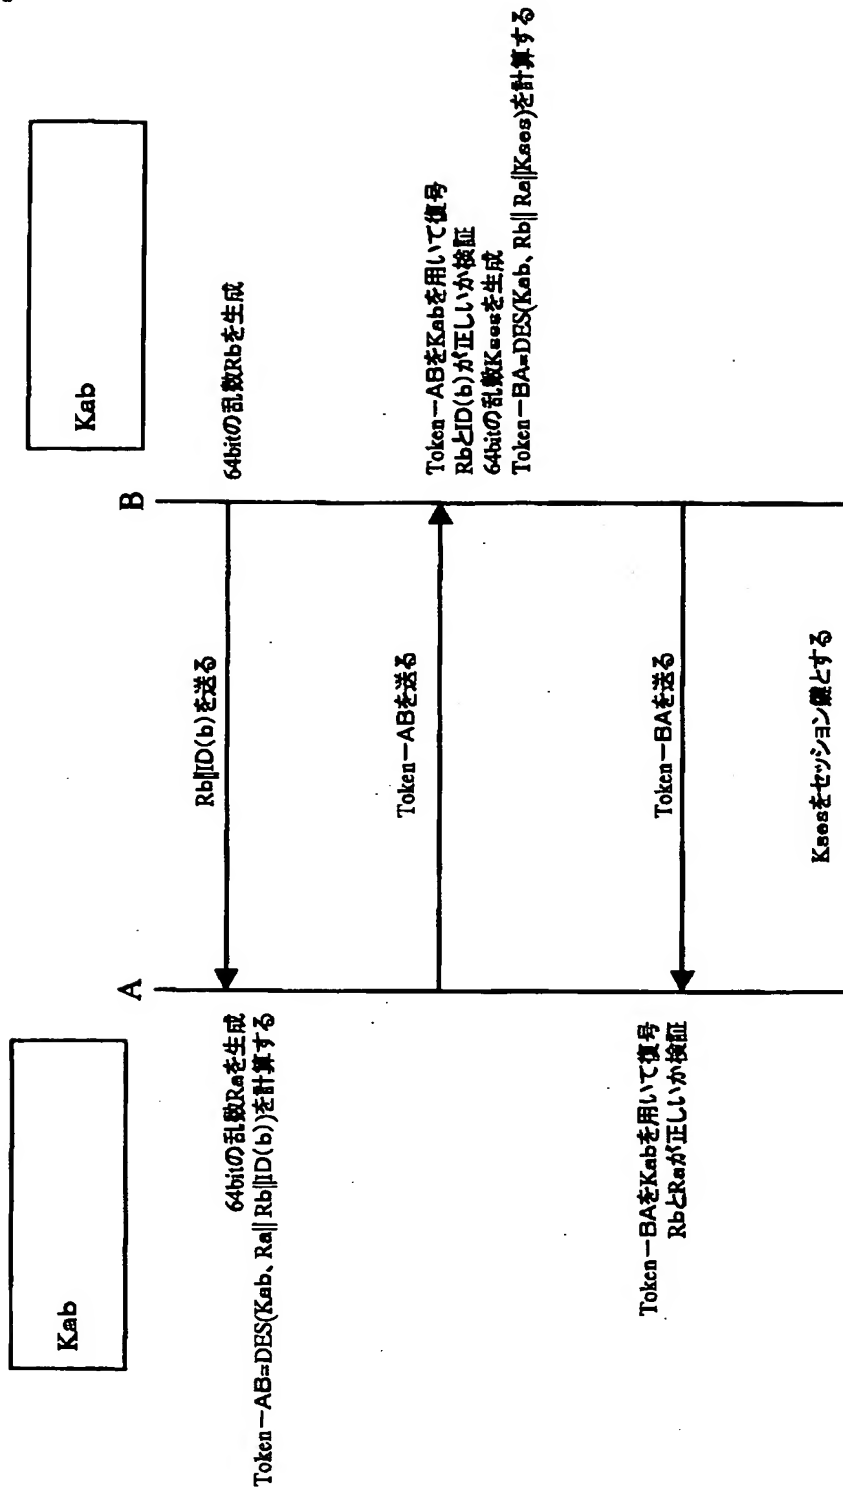 Kab
Kab
A
B
64bitの乱数Rbを生成
Rb||ID(b)を送る
64bitの乱数Raを生成
Token-AB=DES(Kab、Ra||Rb||ID(b))を計算する
Token-ABを送る
Token-ABをKabを用いて復号
RbとID(b)が正しいか検証
64bitの乱数Ksesを生成
Token-BA=DES(Kab、Rb||Ra||Kses)を計算する
Token-BAを送る
Token-BAをKabを用いて復号
RbとRaが正しいか検証
Ksesをセッション鍵とする